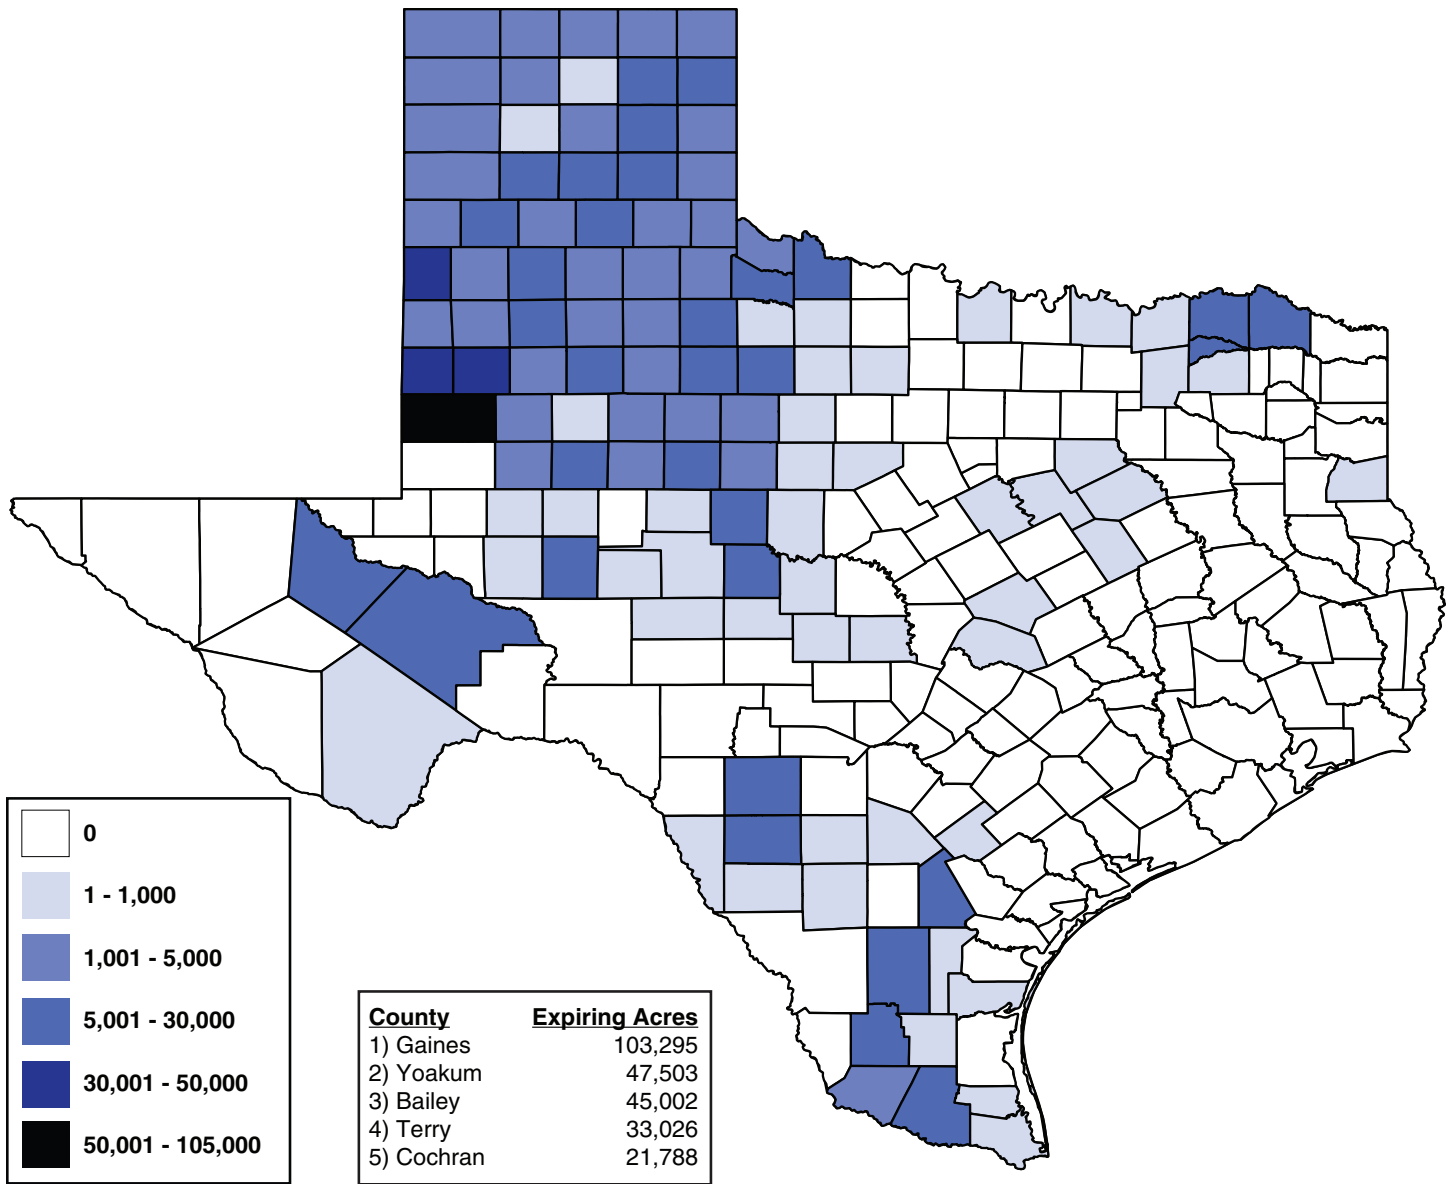 0
1 - 1,000
1,001 - 5,000
5,001 - 30,000
30,001 - 50,000
50,001 - 105,000
County Expiring Acres
1) Gaines 103,295
2) Yoakum 47,503
3) Bailey 45,002
4) Terry 33,026
5) Cochran 21,788